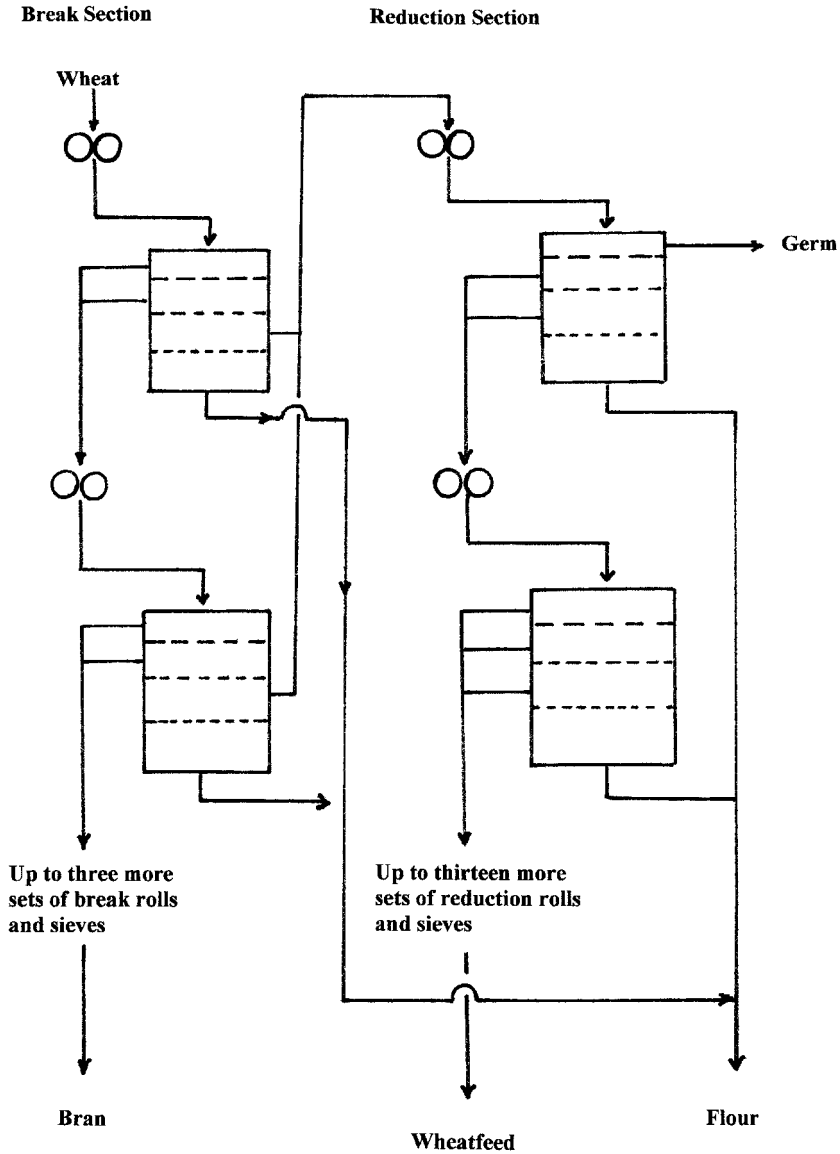 Break Section
Reduction Section
Wheat
Germ
Up to three more
sets of break rolls
and sieves
Up to thirteen more
sets of reduction rolls
and sieves
Bran
Wheatfeed
Flour